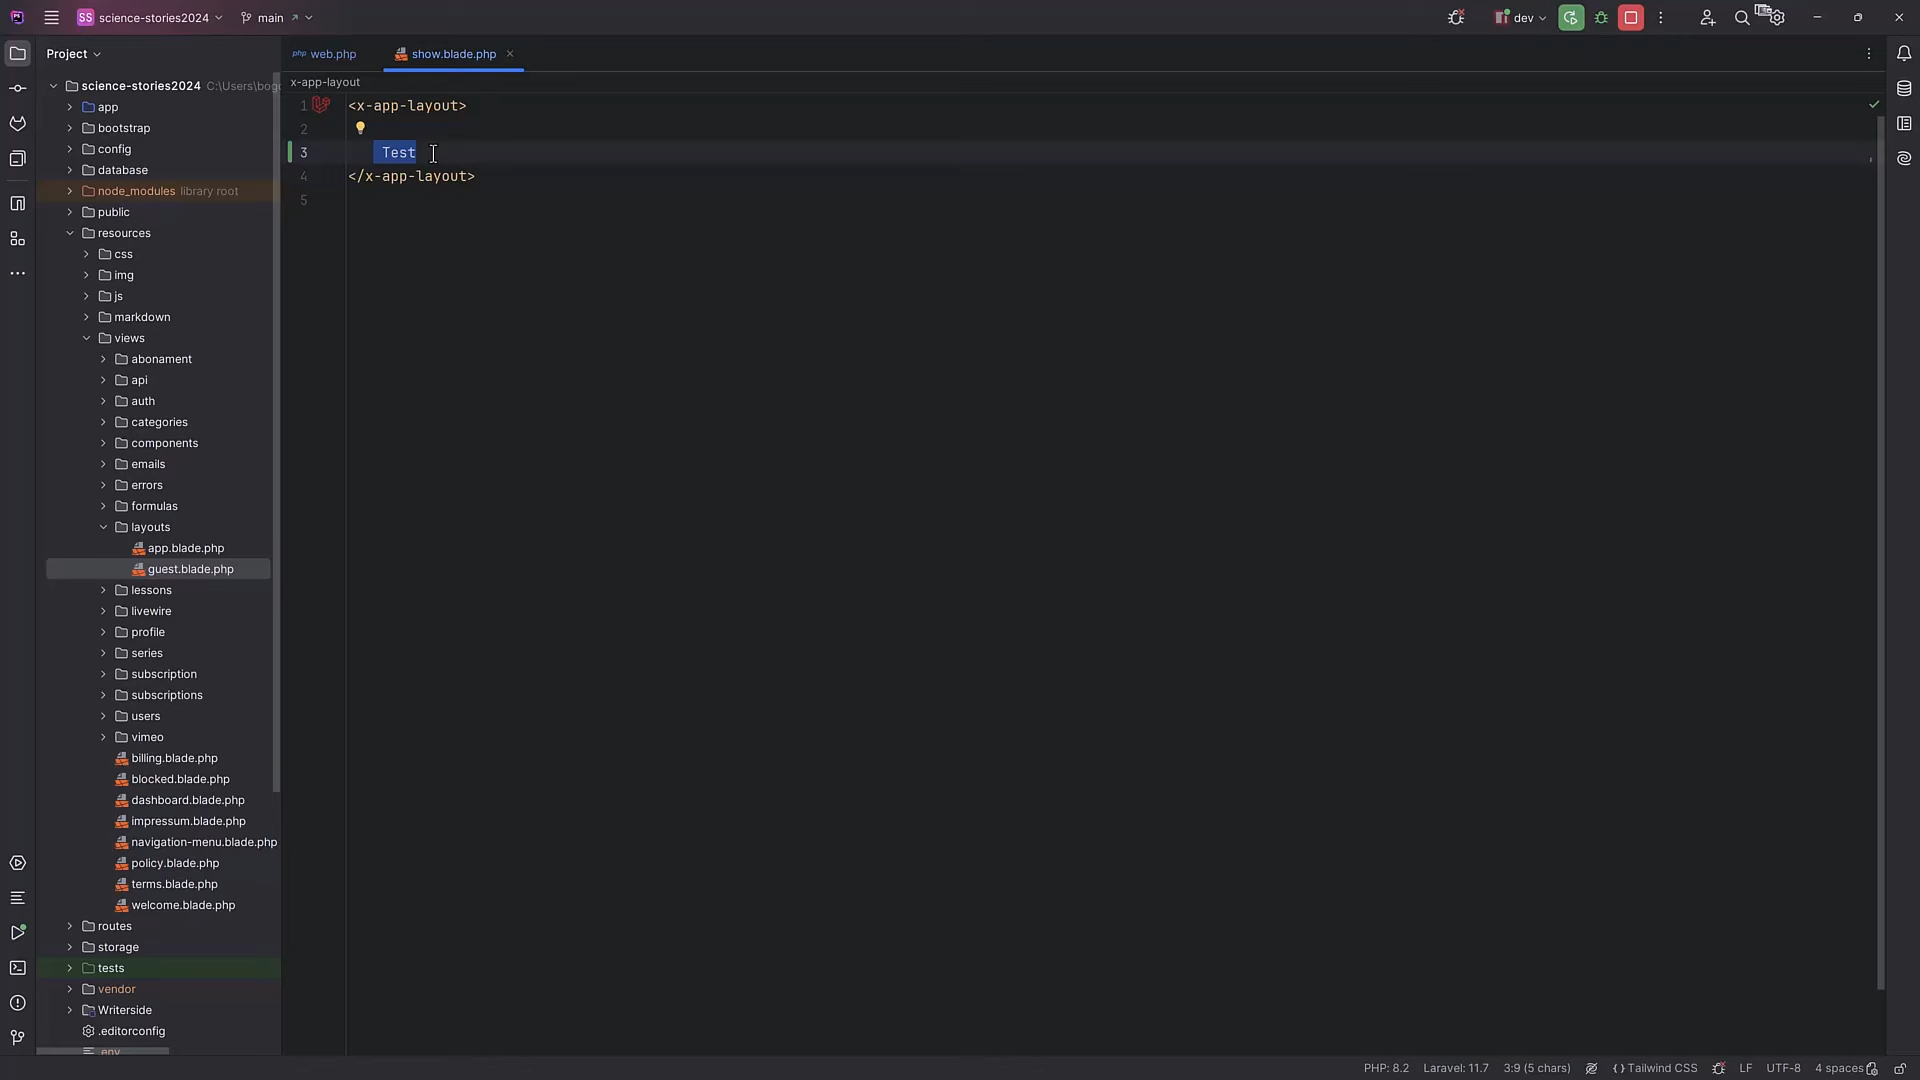 SS science-stories2024
main
dev
Project
php web.php
show.blade.php
x-app-layout
science-stories2024 C:\Users\bog
app
bootstrap
config
database
node_modules library root
public
resources
css
img
js
markdown
views
abonament
api
auth
categories
components
emails
errors
formulas
layouts
app.blade.php
guest.blade.php
lessons
livewire
profile
series
subscription
subscriptions
users
vimeo
billing.blade.php
blocked.blade.php
dashboard.blade.php
impressum.blade.php
navigation-menu.blade.php
policy.blade.php
terms.blade.php
welcome.blade.php
routes
storage
tests
vendor
Writerside
.editorconfig
.env
1 <x-app-layout>
2
3 Test
4 </x-app-layout>
5
PHP: 8.2 Laravel: 11.7 3:9 (5 chars) { } Tailwind CSS LF UTF-8 4 spaces